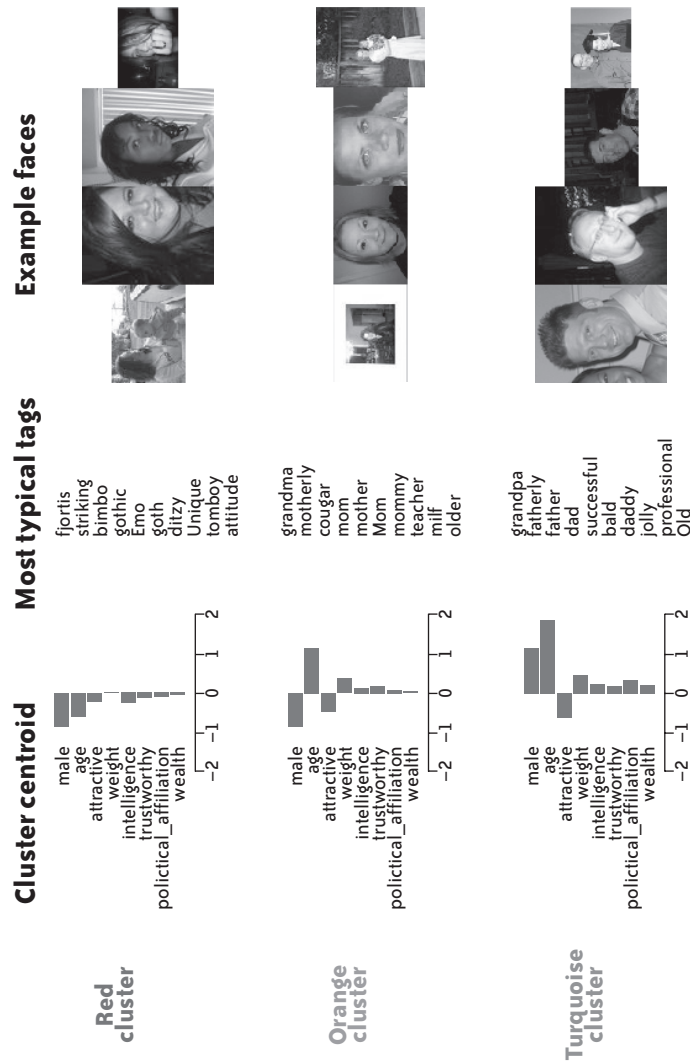 Cluster centroid
Most typical tags
Example faces
Red
cluster
male
age
attractive
weight
intelligence
trustworthy
polictical_affiliation
wealth
−2
−1
0
1
2
fjortis
striking
bimbo
gothic
Emo
goth
ditzy
Unique
tomboy
attitude
Orange
cluster
male
age
attractive
weight
intelligence
trustworthy
polictical_affiliation
wealth
−2
−1
0
1
2
grandma
motherly
cougar
mom
mother
Mom
mommy
teacher
milf
older
Turquoise
cluster
male
age
attractive
weight
intelligence
trustworthy
polictical_affiliation
wealth
−2
−1
0
1
2
grandpa
fatherly
father
dad
successful
bald
daddy
jolly
professional
Old